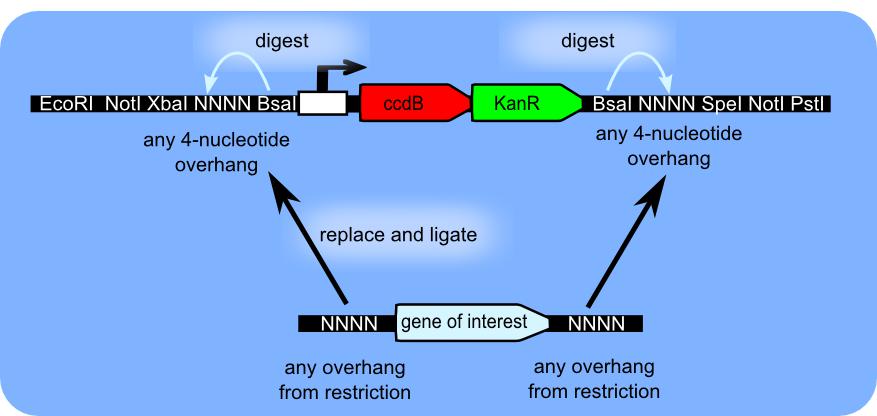 digest
digest
EcoRI NotI XbaI NNNN BsaI
ccdB
KanR
BsaI NNNN SpeI NotI PstI
any 4-nucleotide
overhang
any 4-nucleotide
overhang
replace and ligate
NNNN
gene of interest
NNNN
any overhang
from restriction
any overhang
from restriction